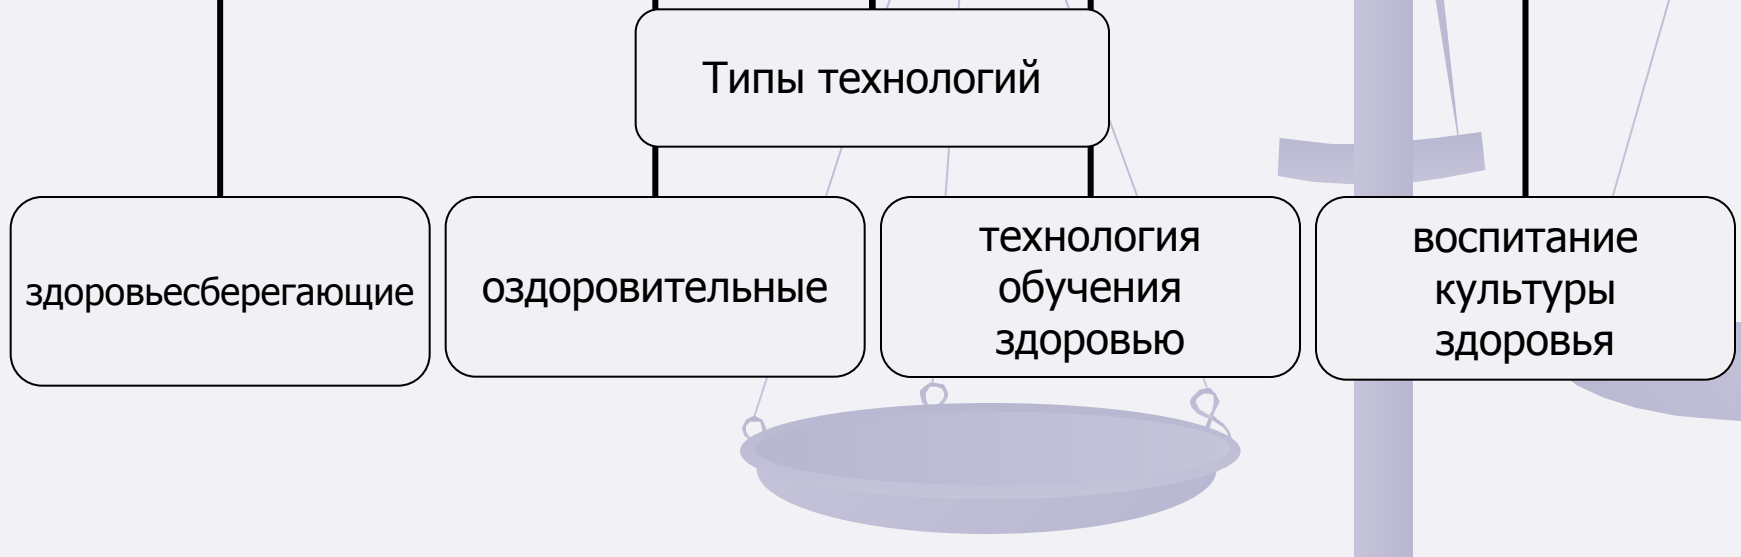 Типы технологий
здоровьесберегающие
оздоровительные
технология
обучения
здоровью
воспитание
культуры
здоровья